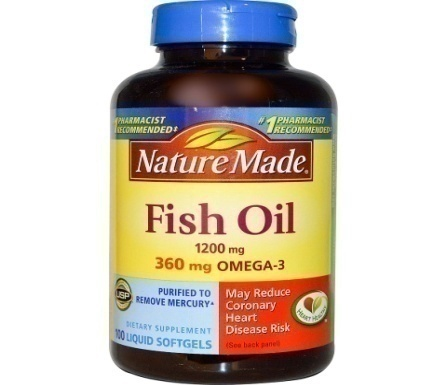 PHARMACIST
RECOMMENDED‡
#1 PHARMACIST
RECOMMENDED‡
Nature Made®
Fish Oil
1200 mg
360 mg OMEGA-3
USP
PURIFIED TO
REMOVE MERCURY▲
DIETARY SUPPLEMENT
100 LIQUID SOFTGELS
May Reduce
Coronary
Heart
Disease Risk
(See back panel)